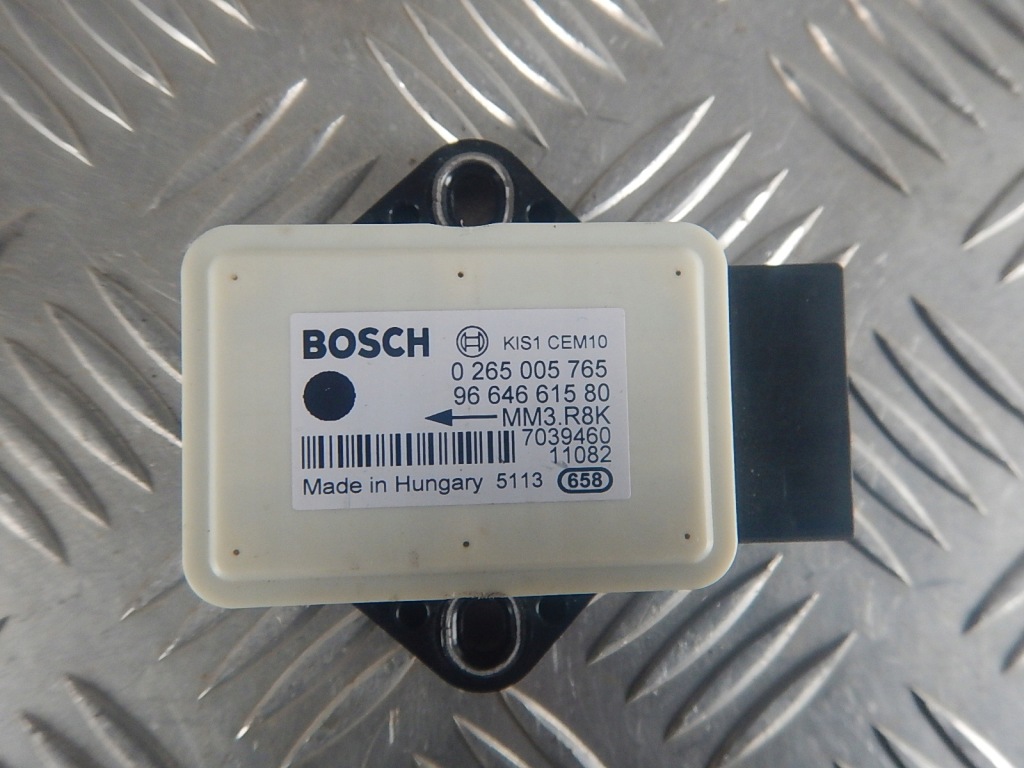 BOSCH KIS1 CEM10
0 265 005 765
96 646 615 80
MM3.R8K
7039460
11082
Made in Hungary 5113 658